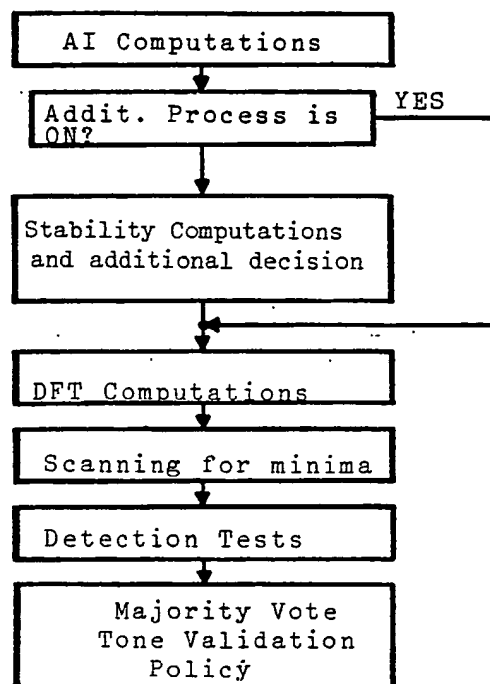 AI Computations
Addit. Process is
ON?
YES
Stability Computations
and additional decision
DFT Computations
Scanning for minima
Detection Tests
Majority Vote
Tone Validation
Policy